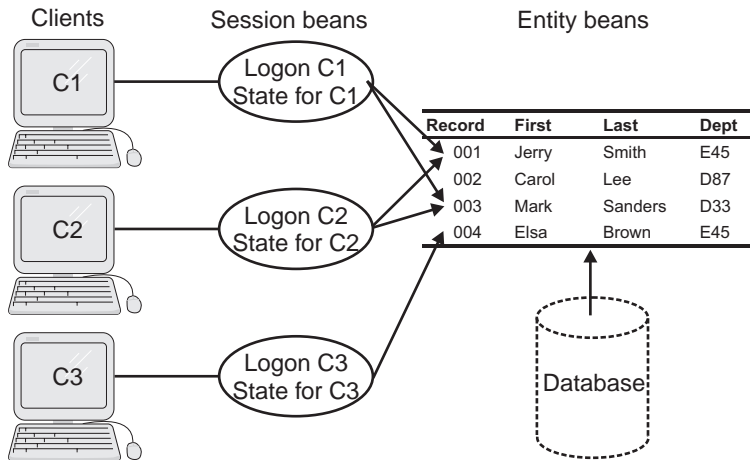 Clients Session beans Entity beans
C1
Logon C1
State for C1
Record First Last Dept
001 Jerry Smith E45
002 Carol Lee D87
003 Mark Sanders D33
004 Elsa Brown E45
C2
Logon C2
State for C2
C3
Logon C3
State for C3
Database